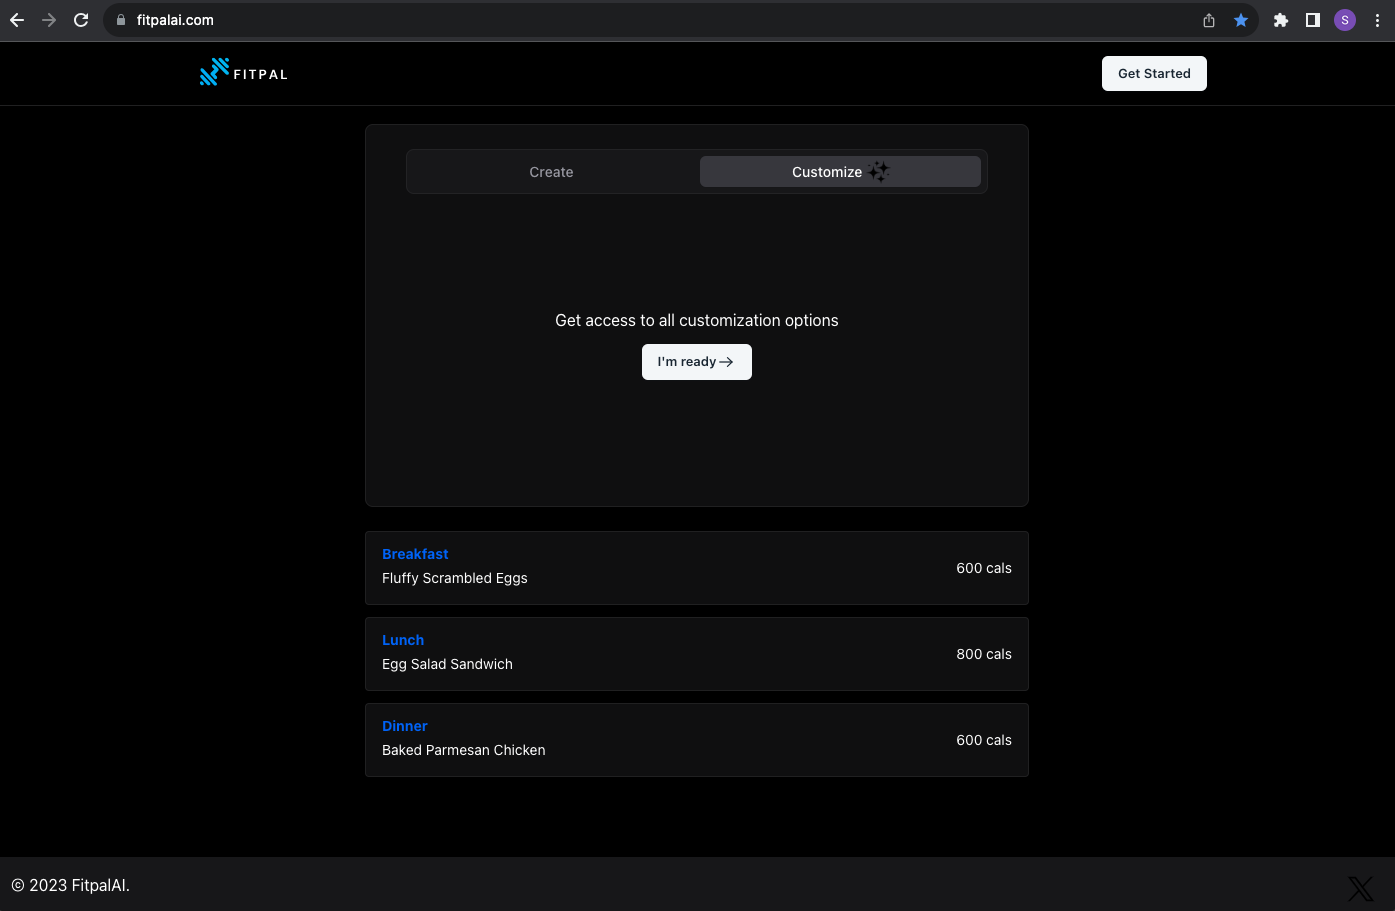 fitpalai.com
S
FITPAL
Get Started
Create
Customize
Get access to all customization options
I'm ready
Breakfast
Fluffy Scrambled Eggs
600 cals
Lunch
Egg Salad Sandwich
800 cals
Dinner
Baked Parmesan Chicken
600 cals
© 2023 FitpalAI.